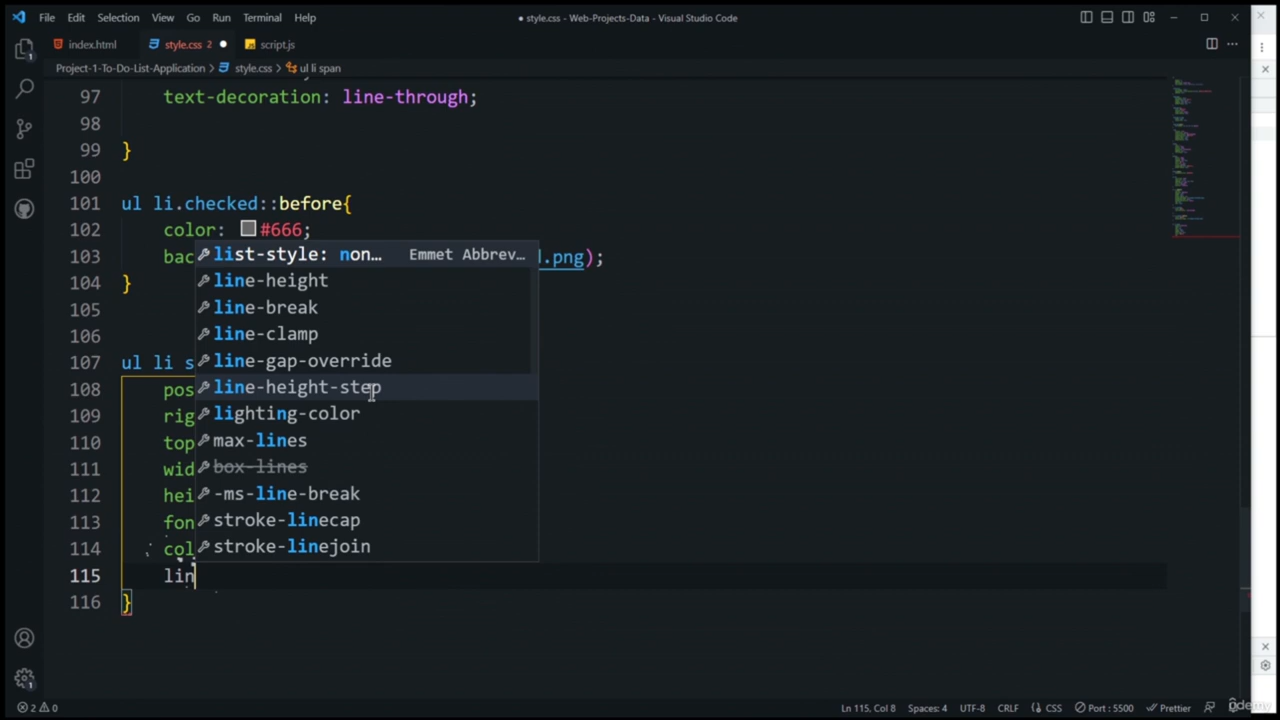 File Edit Selection View Go Run Terminal Help ● style.css - Web-Projects-Data - Visual Studio Code
index.html style.css 2 ● script.js
Project-1-To-Do-List-Application > style.css > ul li span
97 text-decoration: line-through;
98
99 }
100
101 ul li.checked::before{
102 color: #666;
103 bac .png);
104 }
105
106
107 ul li s
108 pos
109 rig
110 top
111 wid
112 hei
113 fon
114 col
115 lin
116 }
list-style: non... Emmet Abbrev...
line-height
line-break
line-clamp
line-gap-override
line-height-step
lighting-color
max-lines
box-lines
-ms-line-break
stroke-linecap
stroke-linejoin
2 0 Ln 115, Col 8 Spaces: 4 UTF-8 CRLF {} CSS Port : 5500 Prettier
1
1
udemy